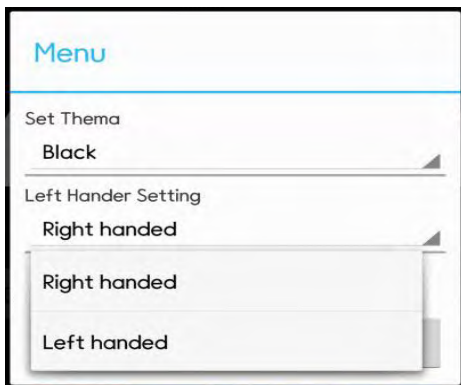 Menu
Set Thema
Black
Left Hander Setting
Right handed
Right handed
Left handed